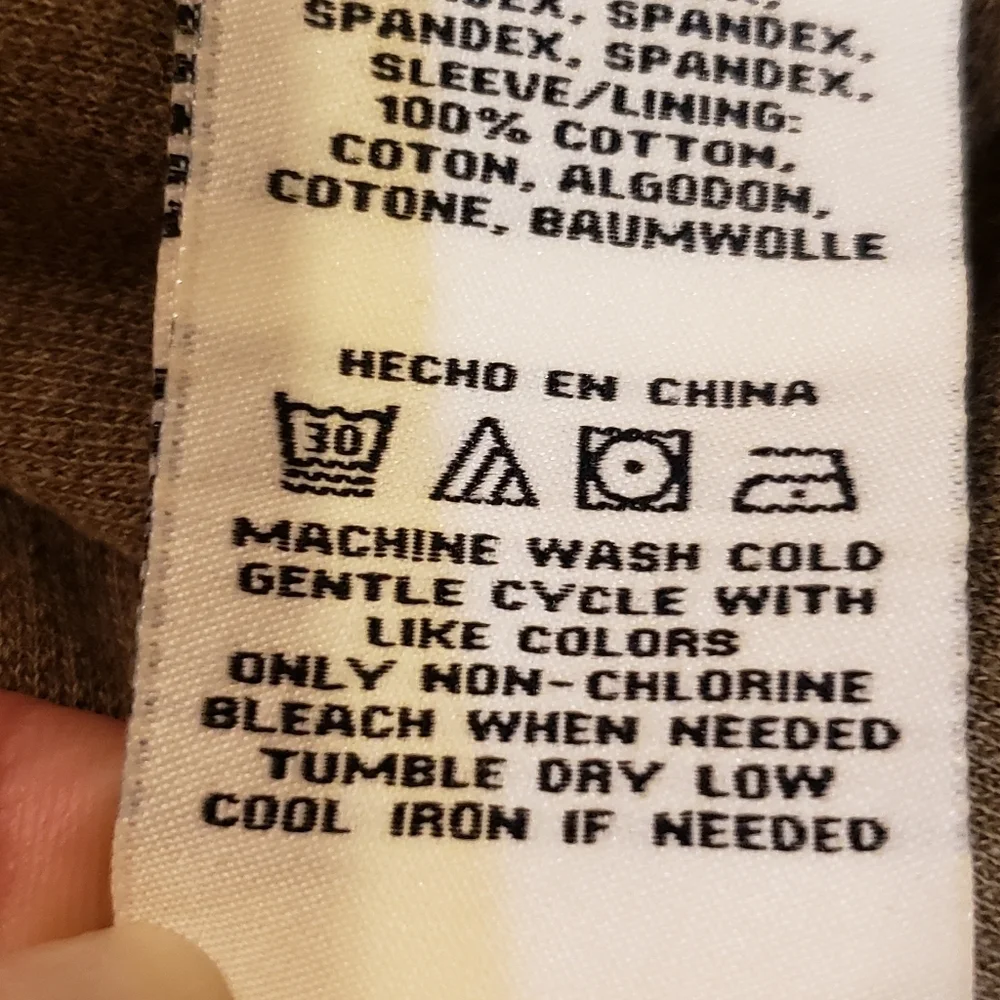 SPANDEX,
SPANDEX, SPANDEX,
SLEEVE/LINING:
100% COTTON,
COTON, ALGODON,
COTONE, BAUMWOLLE
HECHO EN CHINA
30
MACHINE WASH COLD
GENTLE CYCLE WITH
LIKE COLORS
ONLY NON-CHLORINE
BLEACH WHEN NEEDED
TUMBLE DRY LOW
COOL IRON IF NEEDED